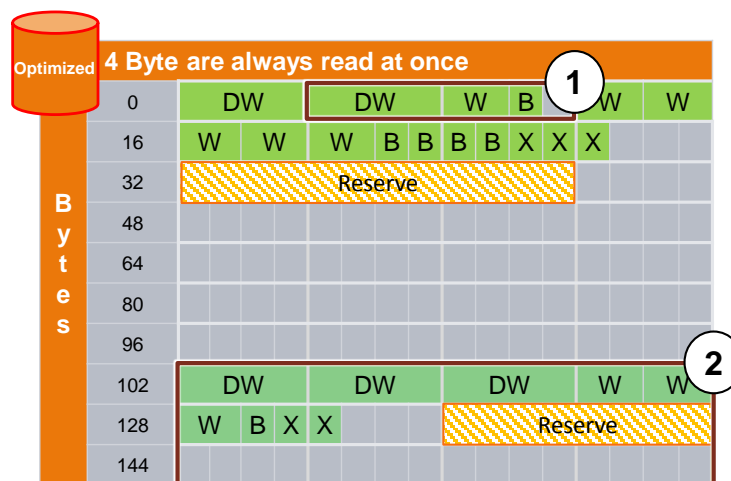 Optimized
4 Byte are always read at once
1
0 DW DW W B W W
16 W W W B B B B X X X
32 Reserve
48
64
80
96
2
102 DW DW DW W W
128 W B X X Reserve
144
Bytes